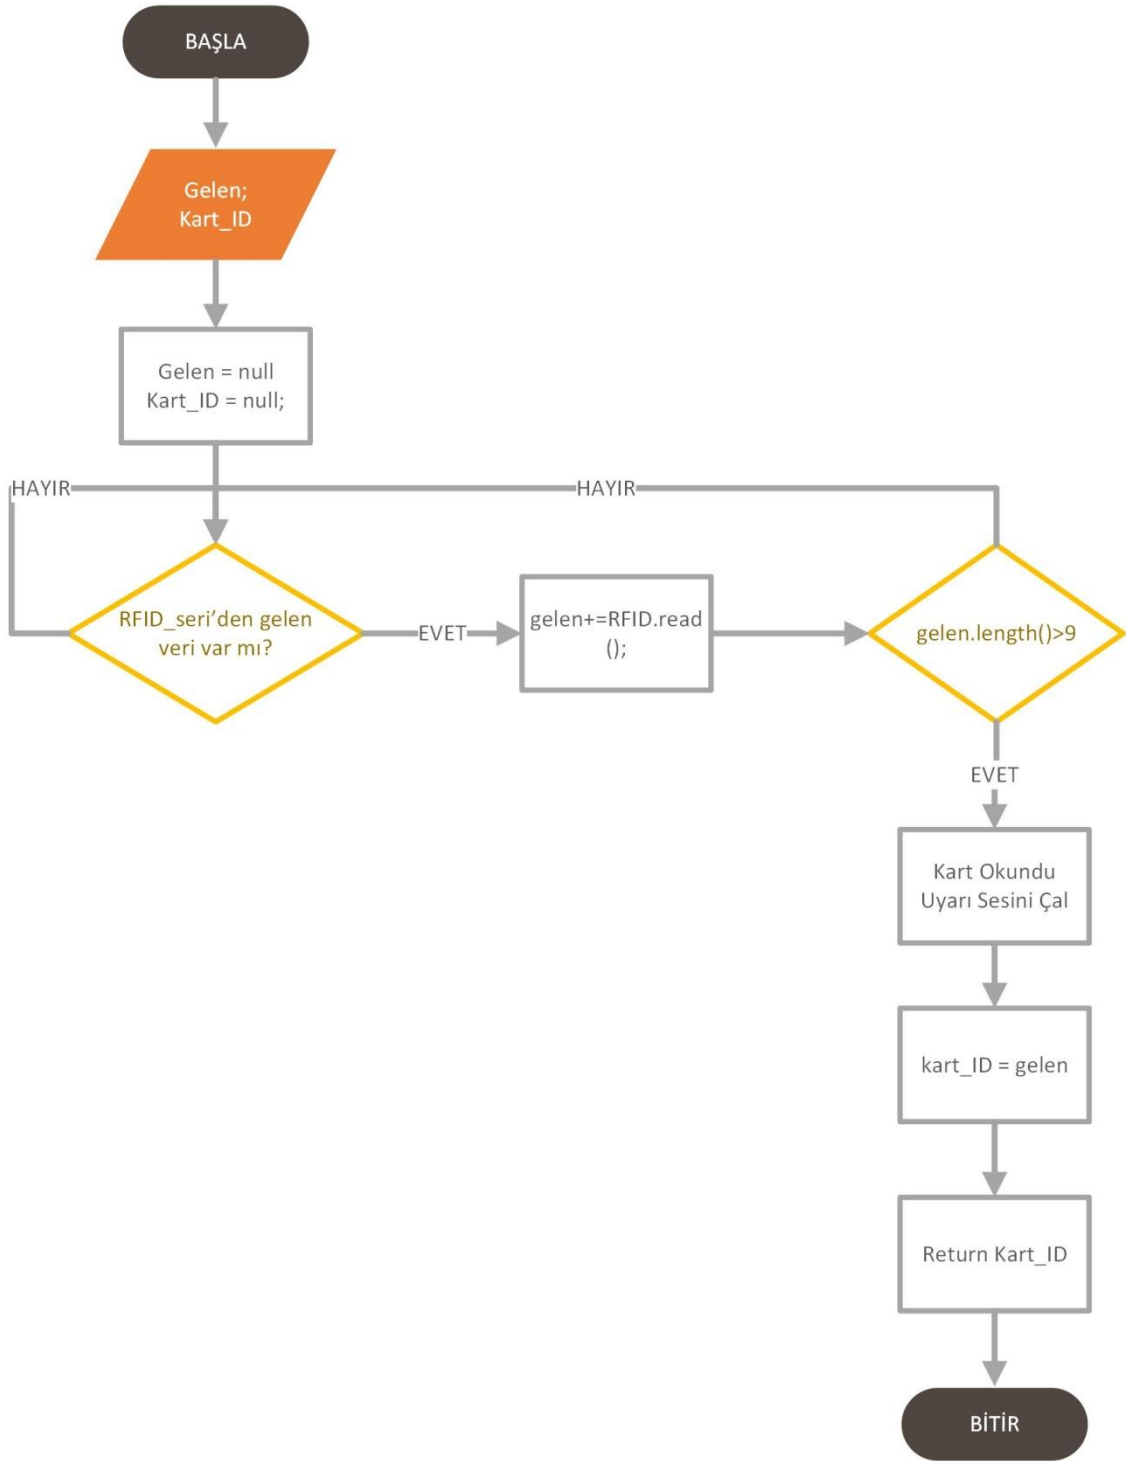 BAŞLA
Gelen;
Kart_ID
Gelen = null
Kart_ID = null;
HAYIR
HAYIR
RFID_seri’den gelen
veri var mı?
EVET
gelen+=RFID.read
();
gelen.length()>9
EVET
Kart Okundu
Uyarı Sesini Çal
kart_ID = gelen
Return Kart_ID
BİTİR